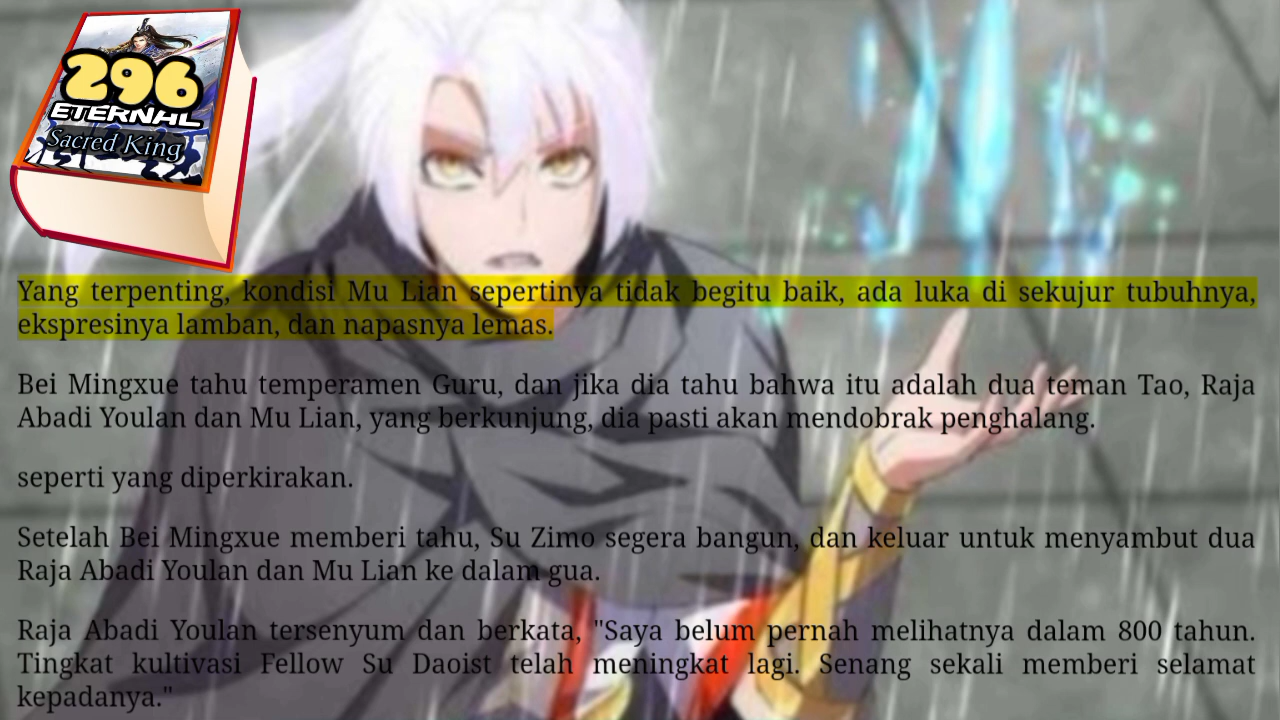 296
ETERNAL
Sacred King
Yang terpenting, kondisi Mu Lian sepertinya tidak begitu baik, ada luka di sekujur tubuhnya,
ekspresinya lamban, dan napasnya lemas.
Bei Mingxue tahu temperamen Guru, dan jika dia tahu bahwa itu adalah dua teman Tao, Raja
Abadi Youlan dan Mu Lian, yang berkunjung, dia pasti akan mendobrak penghalang.
seperti yang diperkirakan.
Setelah Bei Mingxue memberi tahu, Su Zimo segera bangun, dan keluar untuk menyambut dua
Raja Abadi Youlan dan Mu Lian ke dalam gua.
Raja Abadi Youlan tersenyum dan berkata, "Saya belum pernah melihatnya dalam 800 tahun.
Tingkat kultivasi Fellow Su Daoist telah meningkat lagi. Senang sekali memberi selamat
kepadanya."